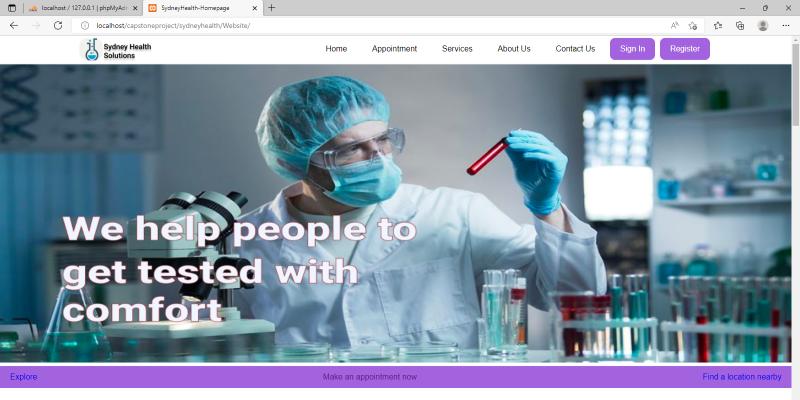 localhost / 127.0.0.1 | phpMyAd
SydneyHealth-Homepage
localhost/capstoneproject/sydneyhealth/Website/
Sydney Health
Solutions
Home
Appointment
Services
About Us
Contact Us
Sign In
Register
We help people to
get tested with
comfort
Explore
Make an appointment now
Find a location nearby